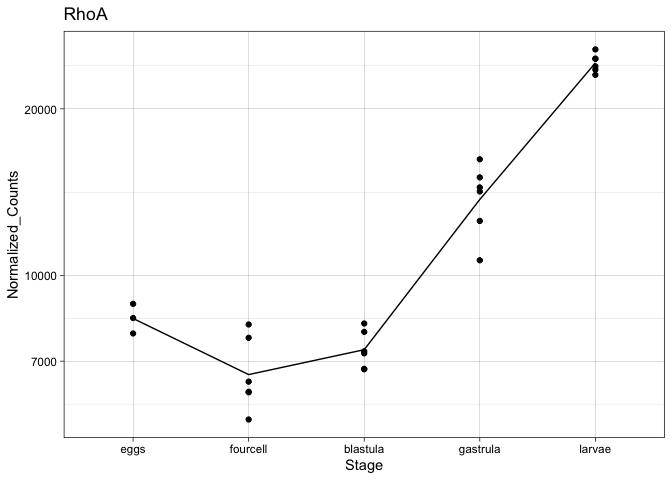 RhoA
Normalized_Counts
20000
10000
7000
eggs fourcell blastula gastrula larvae
Stage